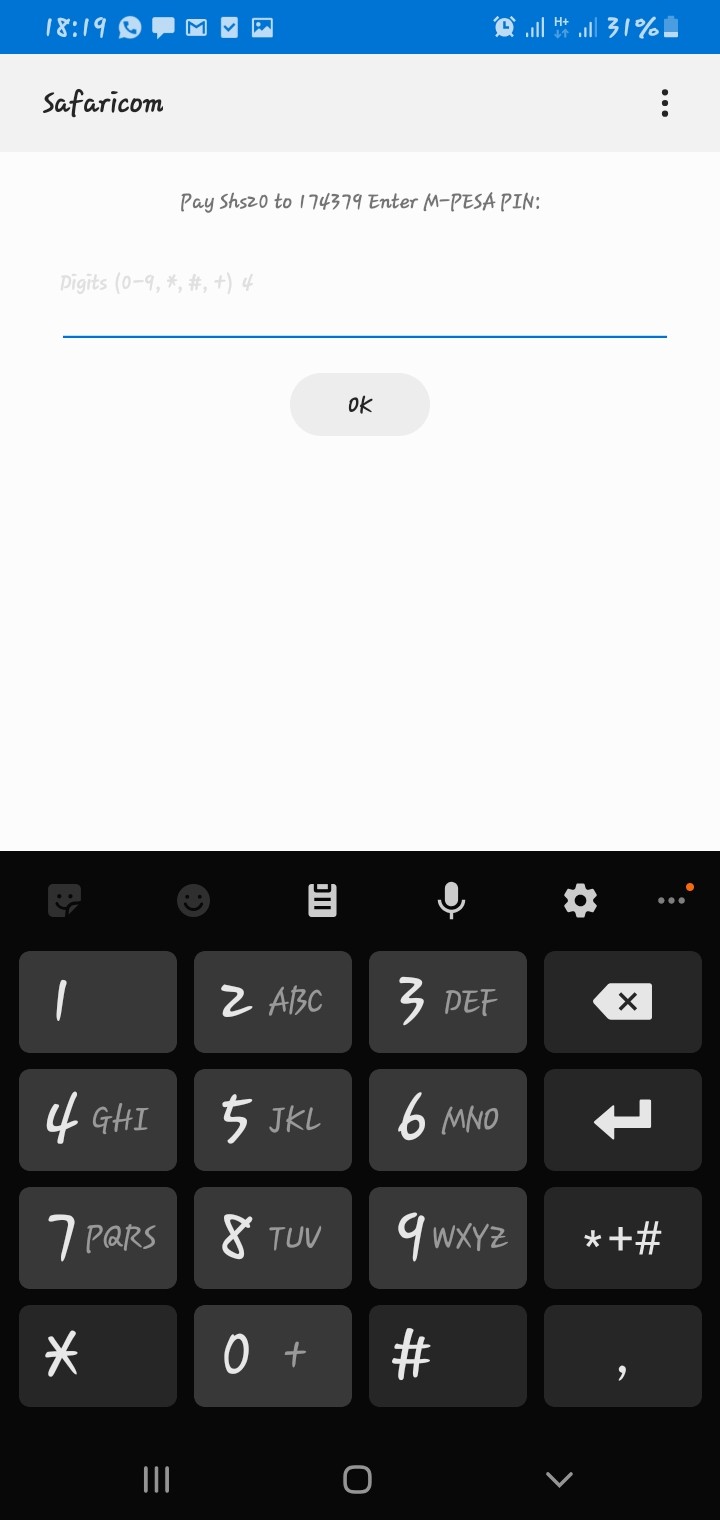 18:19 H+ 31%
Safaricom
Pay Shs20 to 174379 Enter M-PESA PIN:
Digits (0-9, *, #, +) 4
OK
1 2 ABC 3 DEF
4 GHI 5 JKL 6 MNO
7 PQRS 8 TUV 9 WXYZ *+#
* 0 + # ,